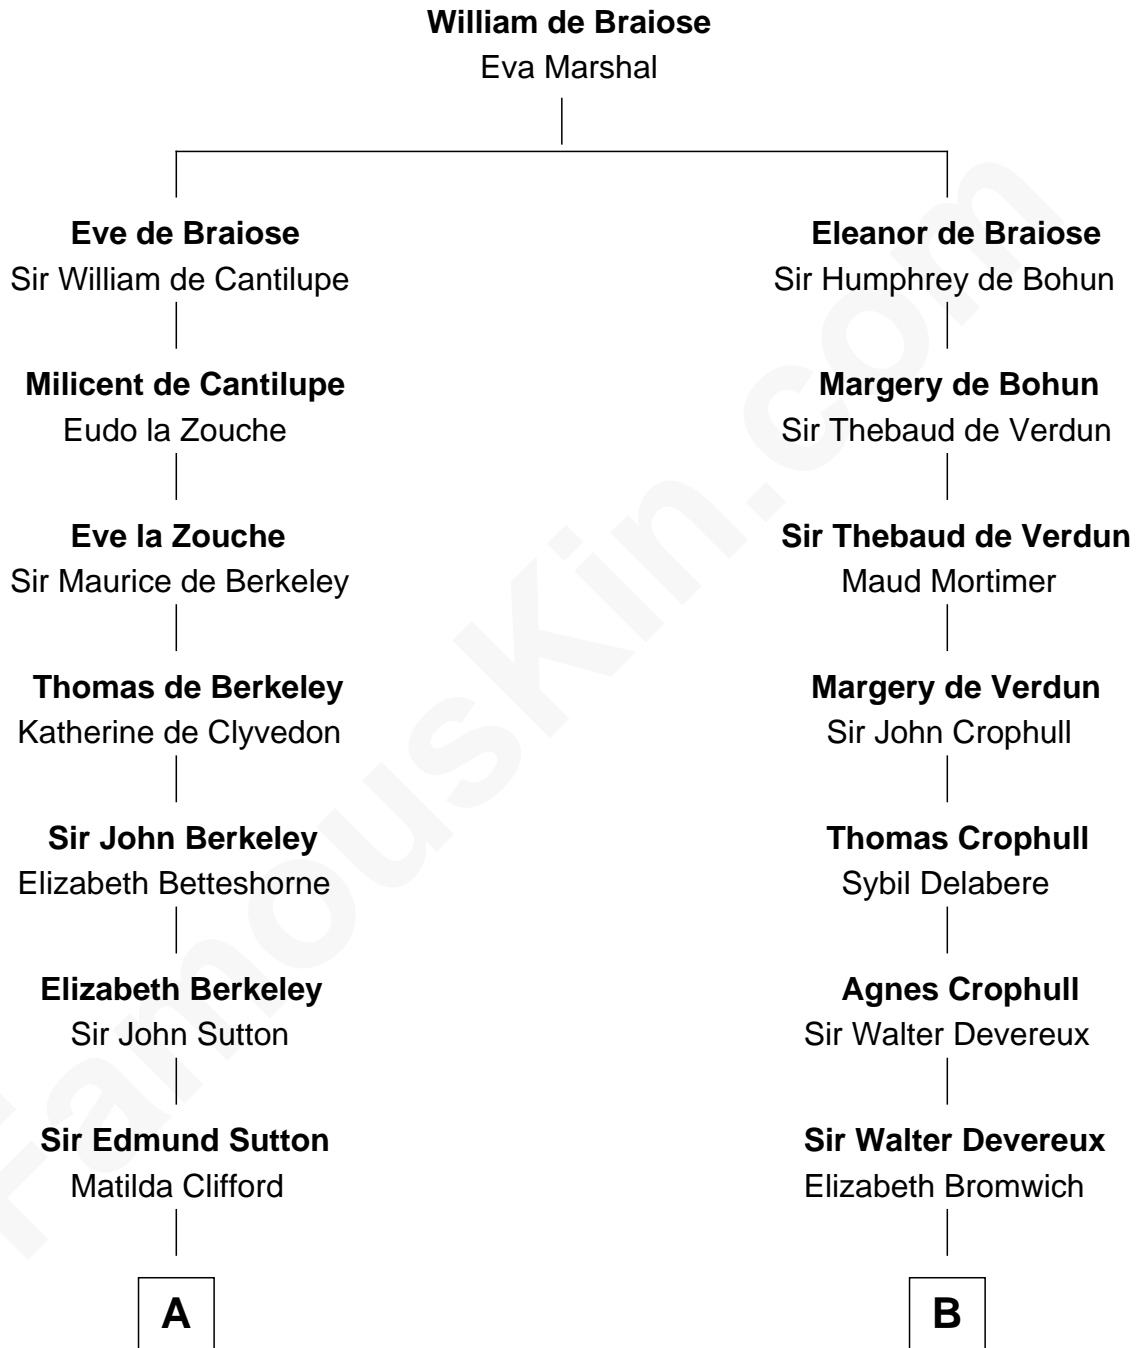 William de Braiose
Eva Marshal
Eve de Braiose
Sir William de Cantilupe
Eleanor de Braiose
Sir Humphrey de Bohun
Milicent de Cantilupe
Eudo la Zouche
Margery de Bohun
Sir Thebaud de Verdun
Eve la Zouche
Sir Maurice de Berkeley
Sir Thebaud de Verdun
Maud Mortimer
Thomas de Berkeley
Katherine de Clyvedon
Margery de Verdun
Sir John Crophull
Sir John Berkeley
Elizabeth Betteshorne
Thomas Crophull
Sybil Delabere
Elizabeth Berkeley
Sir John Sutton
Agnes Crophull
Sir Walter Devereux
Sir Edmund Sutton
Matilda Clifford
Sir Walter Devereux
Elizabeth Bromwich
A
B
FamousKin.com